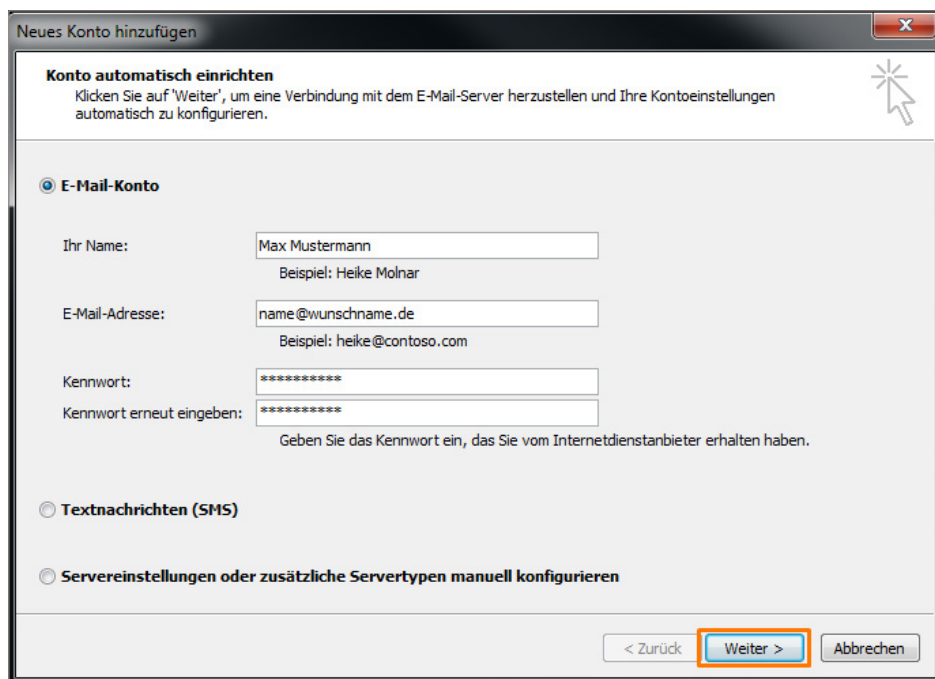 Neues Konto hinzufügen
Konto automatisch einrichten
Klicken Sie auf 'Weiter', um eine Verbindung mit dem E-Mail-Server herzustellen und Ihre Kontoeinstellungen
automatisch zu konfigurieren.
E-Mail-Konto
Ihr Name: Max Mustermann
Beispiel: Heike Molnar
E-Mail-Adresse: name@wunschname.de
Beispiel: heike@contoso.com
Kennwort: **********
Kennwort erneut eingeben: **********
Geben Sie das Kennwort ein, das Sie vom Internetdienstanbieter erhalten haben.
Textnachrichten (SMS)
Servereinstellungen oder zusätzliche Servertypen manuell konfigurieren
< Zurück Weiter > Abbrechen